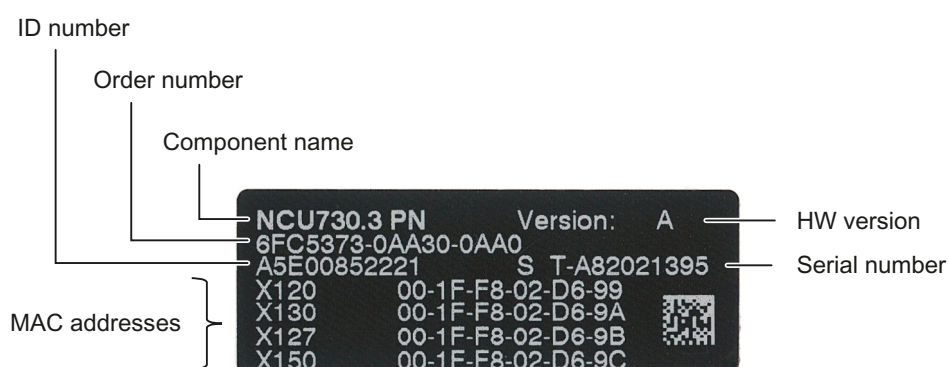 ID number
Order number
Component name
NCU730.3 PN Version: A
HW version
6FC5373-0AA30-0AA0
A5E00852221 S T-A82021395
Serial number
X120 00-1F-F8-02-D6-99
X130 00-1F-F8-02-D6-9A
MAC addresses
X127 00-1F-F8-02-D6-9B
X150 00-1F-F8-02-D6-9C